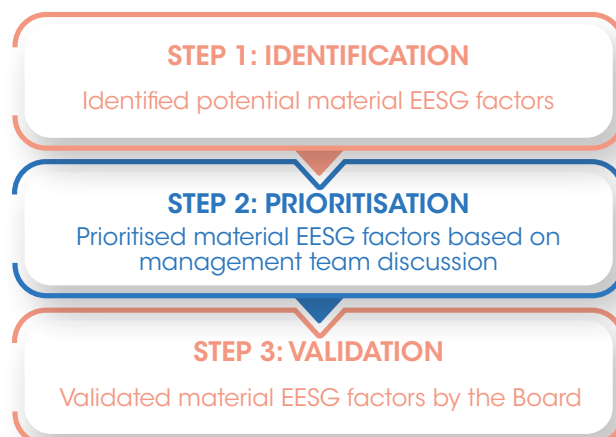 STEP 1: IDENTIFICATION
Identified potential material EESG factors
STEP 2: PRIORITISATION
Prioritised material EESG factors based on
management team discussion
STEP 3: VALIDATION
Validated material EESG factors by the Board